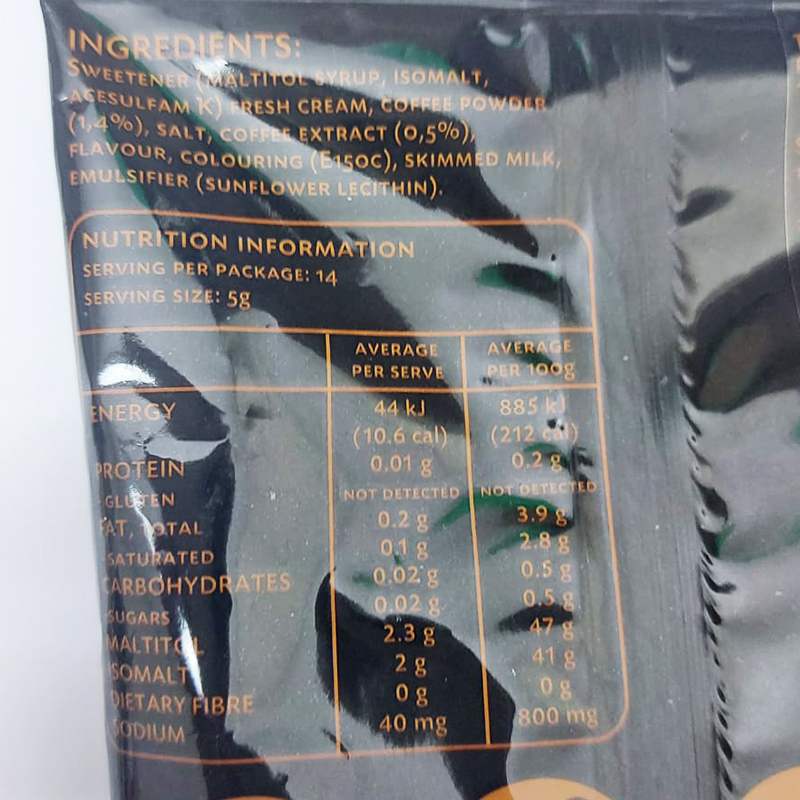 INGREDIENTS:
SWEETENER (MALTITOL SYRUP, ISOMALT,
ACESULFAM K) FRESH CREAM, COFFEE POWDER
(1,4%), SALT, COFFEE EXTRACT (0,5%),
FLAVOUR, COLOURING (E150C), SKIMMED MILK,
EMULSIFIER (SUNFLOWER LECITHIN).
NUTRITION INFORMATION
SERVING PER PACKAGE: 14
SERVING SIZE: 5g
AVERAGE PER SERVE AVERAGE PER 100g
ENERGY 44 kJ 885 kJ
(10.6 cal) (212 cal)
PROTEIN 0.01 g 0.2 g
- GLUTEN NOT DETECTED NOT DETECTED
FAT, TOTAL 0.2 g 3.9 g
- SATURATED 0.1 g 2.8 g
CARBOHYDRATES 0.02 g 0.5 g
SUGARS 0.02 g 0.5 g
MALTITOL 2.3 g 47 g
ISOMALT 2 g 41 g
DIETARY FIBRE 0 g 0 g
SODIUM 40 mg 800 mg